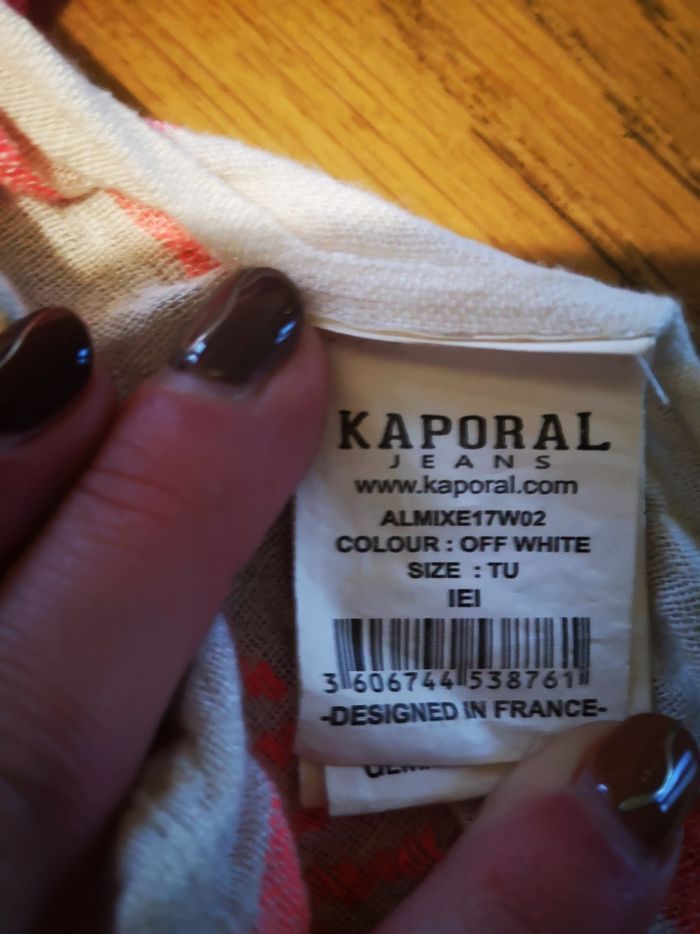 KAPORAL
JEANS
www.kaporal.com
ALMIXE17W02
COLOUR : OFF WHITE
SIZE : TU
IEI
3 606744 538761
-DESIGNED IN FRANCE-